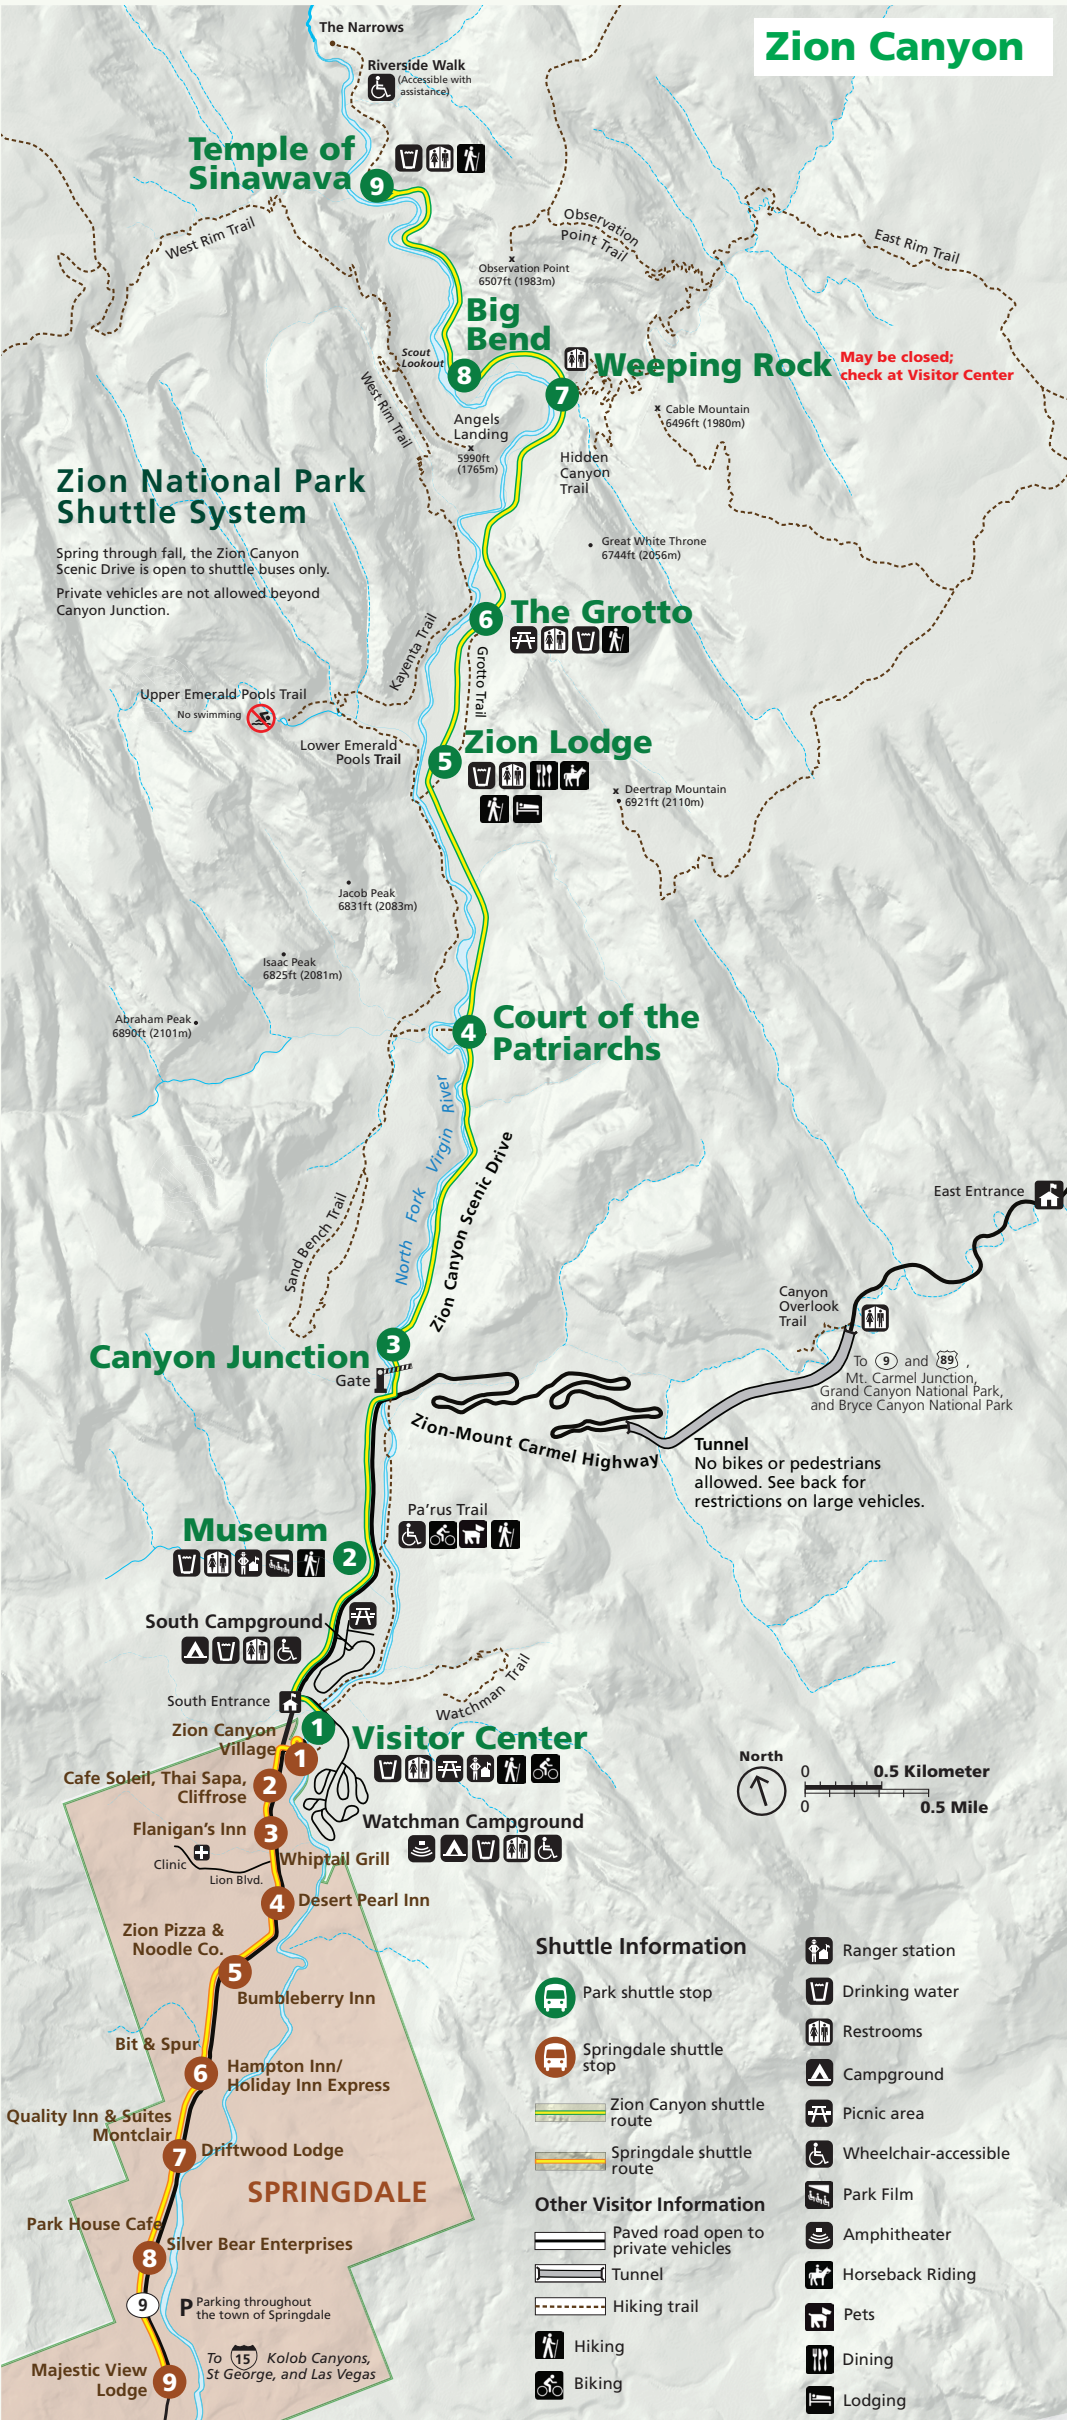 The Narrows
Zion Canyon
Riverside Walk
(Accessible with
assistance)
Temple of
Sinawava
9
West Rim Trail
Observation
Point Trail
East Rim Trail
Observation Point
6507ft (1983m)
Big
Bend
8
Scout
Lookout
Weeping Rock
7
May be closed;
check at Visitor Center
West Rim Trail
Angels
Landing
5990ft
(1765m)
Cable Mountain
6496ft (1980m)
Hidden
Canyon
Trail
Zion National Park
Shuttle System
Spring through fall, the Zion Canyon
Scenic Drive is open to shuttle buses only.
Private vehicles are not allowed beyond
Canyon Junction.
Great White Throne
6744ft (2056m)
6
The Grotto
Kayenta Trail
Grotto Trail
Upper Emerald Pools Trail
No swimming
Lower Emerald
Pools Trail
5
Zion Lodge
Deertrap Mountain
6921ft (2110m)
Jacob Peak
6831ft (2083m)
Isaac Peak
6825ft (2081m)
Abraham Peak
6890ft (2101m)
4
Court of the
Patriarchs
North Fork Virgin River
Zion Canyon Scenic Drive
Sand Bench Trail
East Entrance
Canyon
Overlook
Trail
3
Canyon Junction
Gate
To 9 and 89 ,
Mt. Carmel Junction,
Grand Canyon National Park,
and Bryce Canyon National Park
Zion-Mount Carmel Highway
Tunnel
No bikes or pedestrians
allowed. See back for
restrictions on large vehicles.
Pa'rus Trail
Museum
2
South Campground
Watchman Trail
South Entrance
1
Visitor Center
Zion Canyon
Village
1
Cafe Soleil, Thai Sapa,
Cliffrose
2
Watchman Campground
Flanigan's Inn
3
Clinic
Lion Blvd.
Whiptail Grill
4
Desert Pearl Inn
Zion Pizza &
Noodle Co.
5
Bumbleberry Inn
Bit & Spur
6
Hampton Inn/
Holiday Inn Express
Quality Inn & Suites
Montclair
7
Driftwood Lodge
SPRINGDALE
Park House Cafe
8
Silver Bear Enterprises
9
P Parking throughout
the town of Springdale
To 15 Kolob Canyons,
St George, and Las Vegas
Majestic View
Lodge
9
North
0 0.5 Kilometer
0 0.5 Mile
Shuttle Information
Park shuttle stop
Springdale shuttle
stop
Zion Canyon shuttle
route
Springdale shuttle
route
Other Visitor Information
Paved road open to
private vehicles
Tunnel
Hiking trail
Hiking
Biking
Ranger station
Drinking water
Restrooms
Campground
Picnic area
Wheelchair-accessible
Park Film
Amphitheater
Horseback Riding
Pets
Dining
Lodging